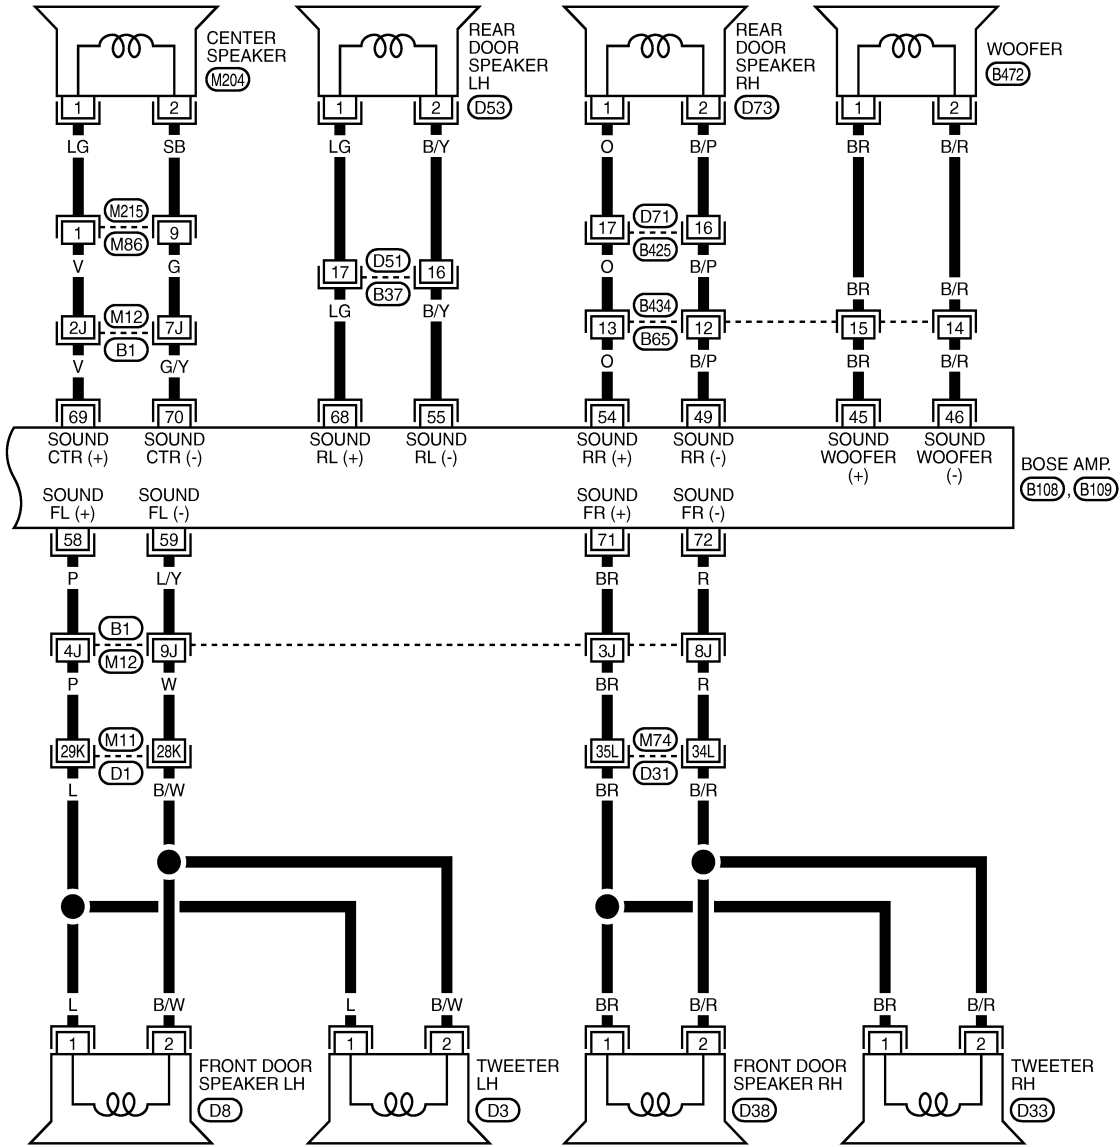 CENTER
SPEAKER
M204
REAR
DOOR
SPEAKER
LH
D53
REAR
DOOR
SPEAKER
RH
D73
WOOFER
B472
1 2 1 2 1 2 1 2
LG SB LG B/Y O B/P BR B/R
M215
1 9
M86
V G
D71
17 16
B425
O B/P
D51
17 16
B37
LG B/Y
BR B/R
M12
2J 7J
B1
V G/Y
B434
13 12 15 14
B65
O B/P BR B/R
69 70 68 55 54 49 45 46
SOUND
CTR (+)
SOUND
CTR (-)
SOUND
RL (+)
SOUND
RL (-)
SOUND
RR (+)
SOUND
RR (-)
SOUND
WOOFER
(+)
SOUND
WOOFER
(-)
BOSE AMP.
B108 , B109
SOUND
FL (+)
SOUND
FL (-)
SOUND
FR (+)
SOUND
FR (-)
58 59 71 72
P L/Y BR R
B1
4J 9J 3J 8J
M12
P W BR R
M11
29K 28K
D1
M74
35L 34L
D31
L B/W BR B/R
L B/W L B/W BR B/R BR B/R
1 2 1 2 1 2 1 2
FRONT DOOR
SPEAKER LH
D8
TWEETER
LH
D3
FRONT DOOR
SPEAKER RH
D38
TWEETER
RH
D33